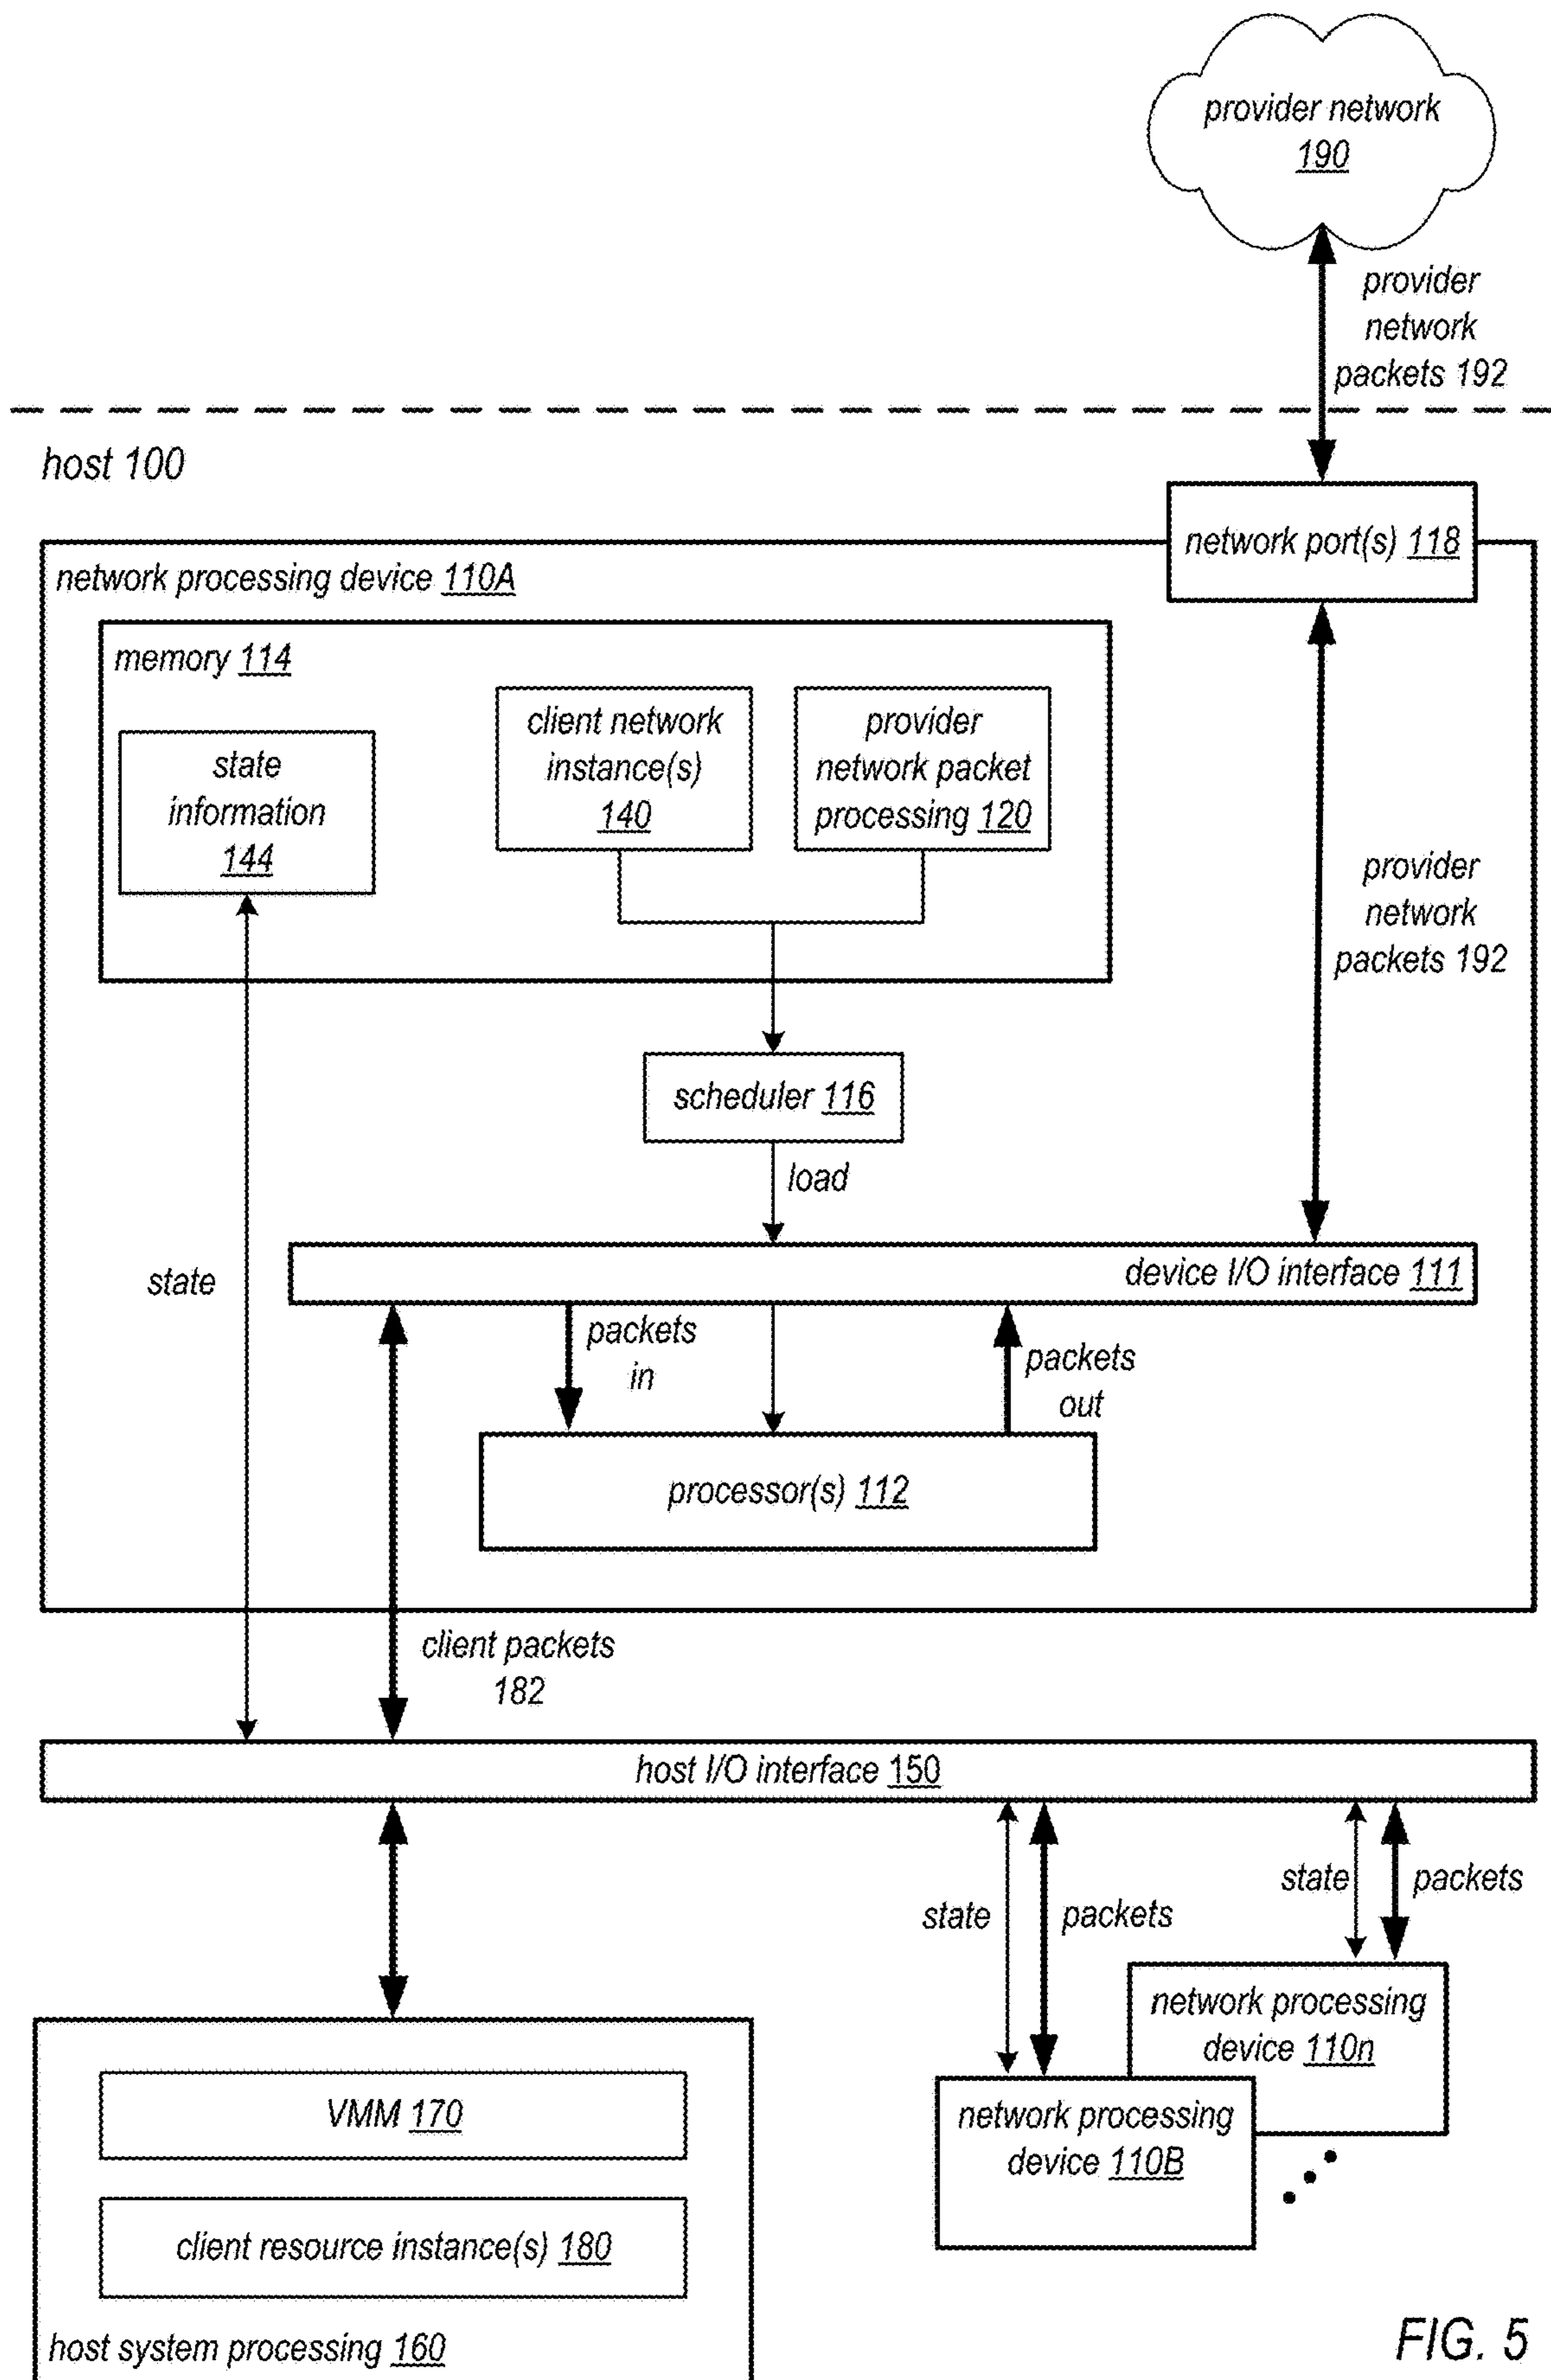 provider network
190
provider
network
packets 192
host 100
network port(s) 118
network processing device 110A
memory 114
state
information
144
client network
instance(s)
140
provider
network packet
processing 120
provider
network
packets 192
scheduler 116
load
state
device I/O interface 111
packets
in
packets
out
processor(s) 112
client packets
182
host I/O interface 150
state
packets
state
packets
network processing
device 110n
network processing
device 110B
VMM 170
client resource instance(s) 180
host system processing 160
FIG. 5